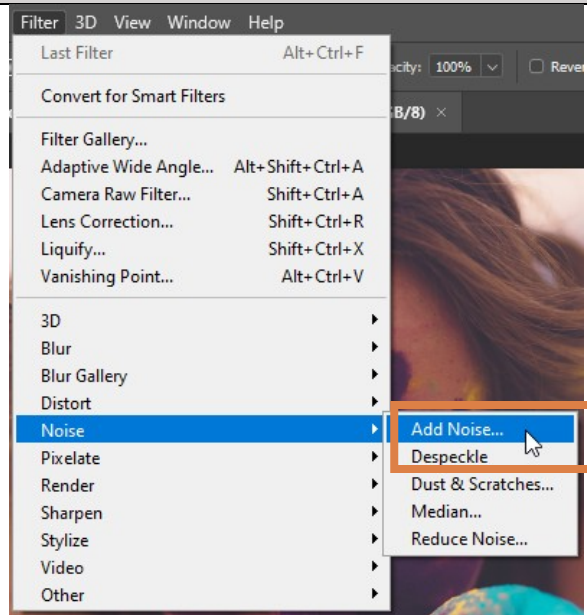 Filter 3D View Window Help
Last Filter Alt+Ctrl+F
100%
Convert for Smart Filters
B/8) ×
Filter Gallery...
Adaptive Wide Angle... Alt+Shift+Ctrl+A
Camera Raw Filter... Shift+Ctrl+A
Lens Correction... Shift+Ctrl+R
Liquify... Shift+Ctrl+X
Vanishing Point... Alt+Ctrl+V
3D
Blur
Blur Gallery
Distort
Noise
Pixelate
Render
Sharpen
Stylize
Video
Other
Add Noise...
Despeckle
Dust & Scratches...
Median...
Reduce Noise...